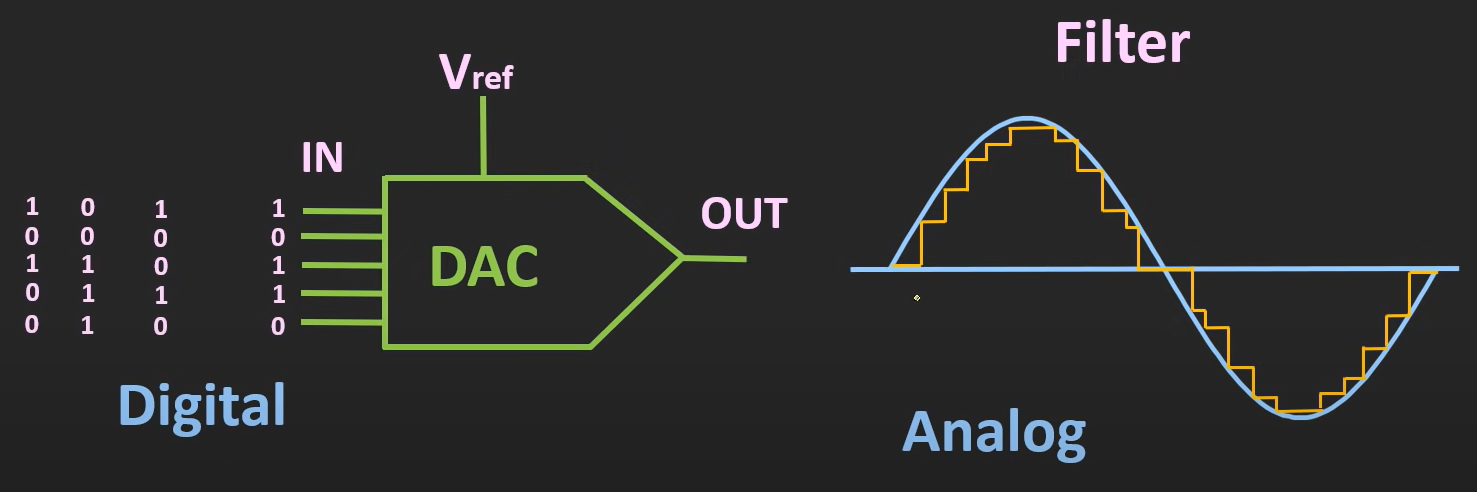 Filter
Vref
IN
1 0 1 1
0 0 0 0
1 1 0 1
0 1 1 1
0 1 0 0
DAC
OUT
Digital
Analog